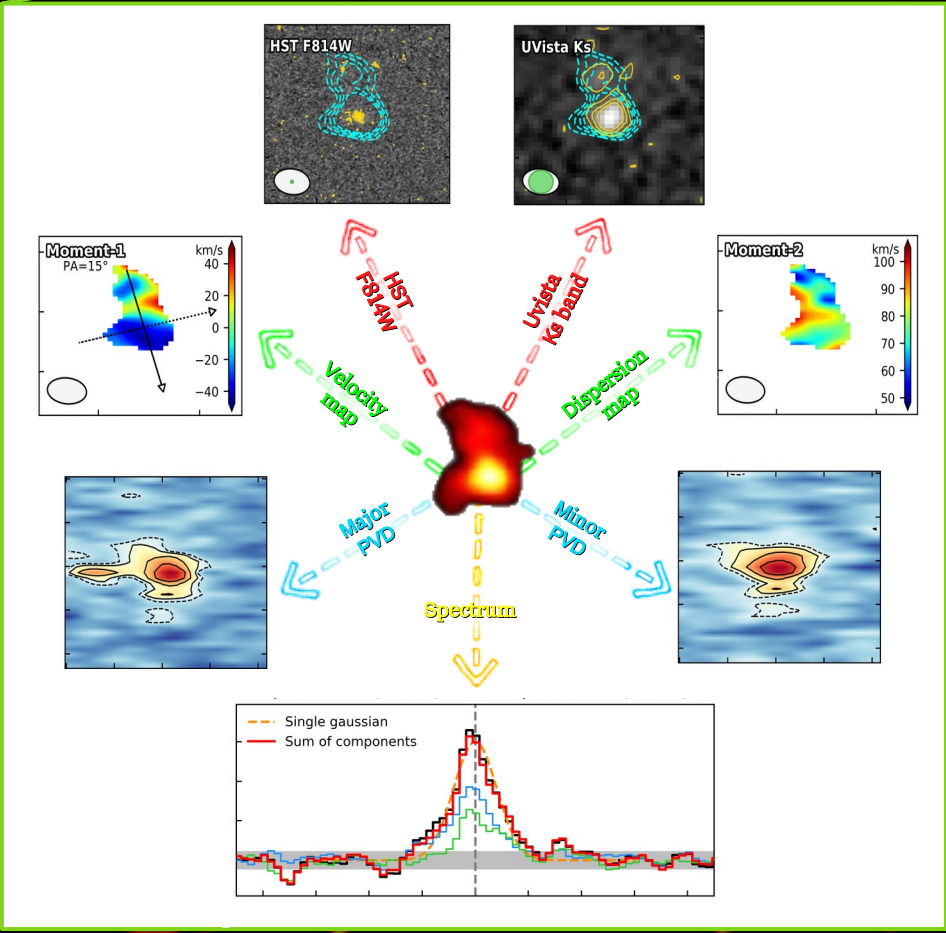 HST F814W
UVista Ks
Moment-1
PA=15°
km/s
40
20
0
−20
−40
Moment-2
km/s
100
90
80
70
60
50
HST
F814W
Uvista
Ks band
Velocity
map
Dispersion
map
Major
PVD
Minor
PVD
Spectrum
Single gaussian
Sum of components